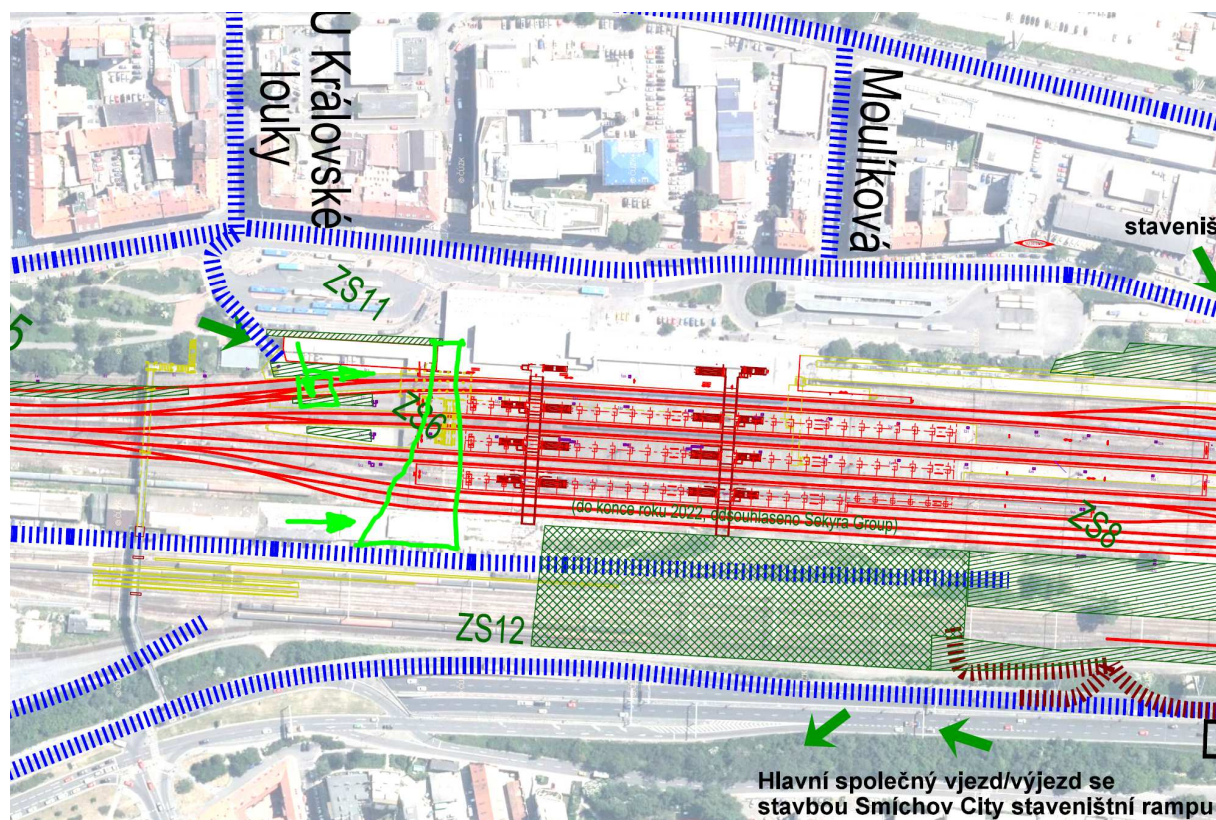 U Královské
louky
Moulíková
staveniš
ZS11
5
ZS6
(do konce roku 2022, odsouhlaseno Sekyra Group)
ZS8
ZS12
Hlavní společný vjezd/výjezd se
stavbou Smíchov City staveništní rampu